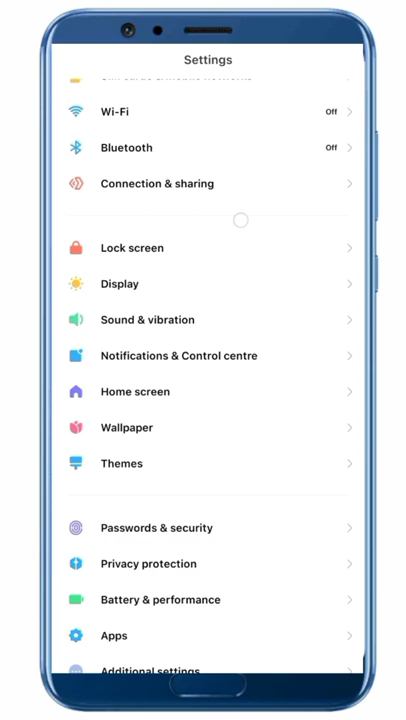 Settings
Wi-Fi Off
Bluetooth Off
Connection & sharing
Lock screen
Display
Sound & vibration
Notifications & Control centre
Home screen
Wallpaper
Themes
Passwords & security
Privacy protection
Battery & performance
Apps
Additional settings